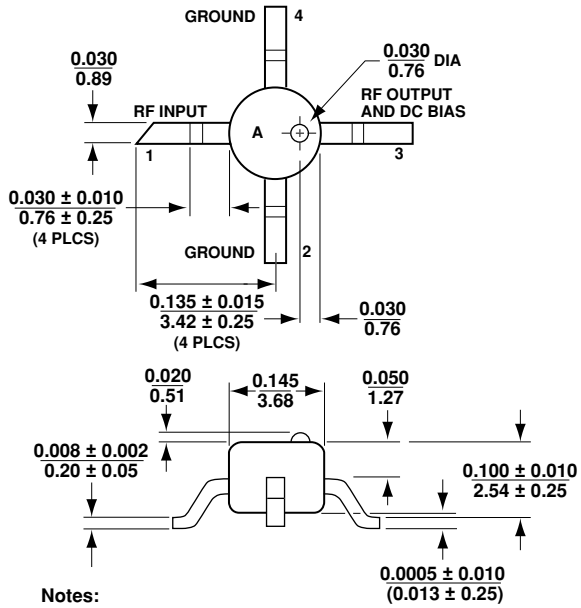 GROUND 4
0.030
0.89
0.030
0.76 DIA
RF INPUT
RF OUTPUT
AND DC BIAS
A
1
3
0.030 ± 0.010
0.76 ± 0.25
(4 PLCS)
GROUND 2
0.135 ± 0.015
3.42 ± 0.25
(4 PLCS)
0.030
0.76
0.020
0.51
0.145
3.68
0.050
1.27
0.008 ± 0.002
0.20 ± 0.05
0.100 ± 0.010
2.54 ± 0.25
0.0005 ± 0.010
(0.013 ± 0.25)
Notes: